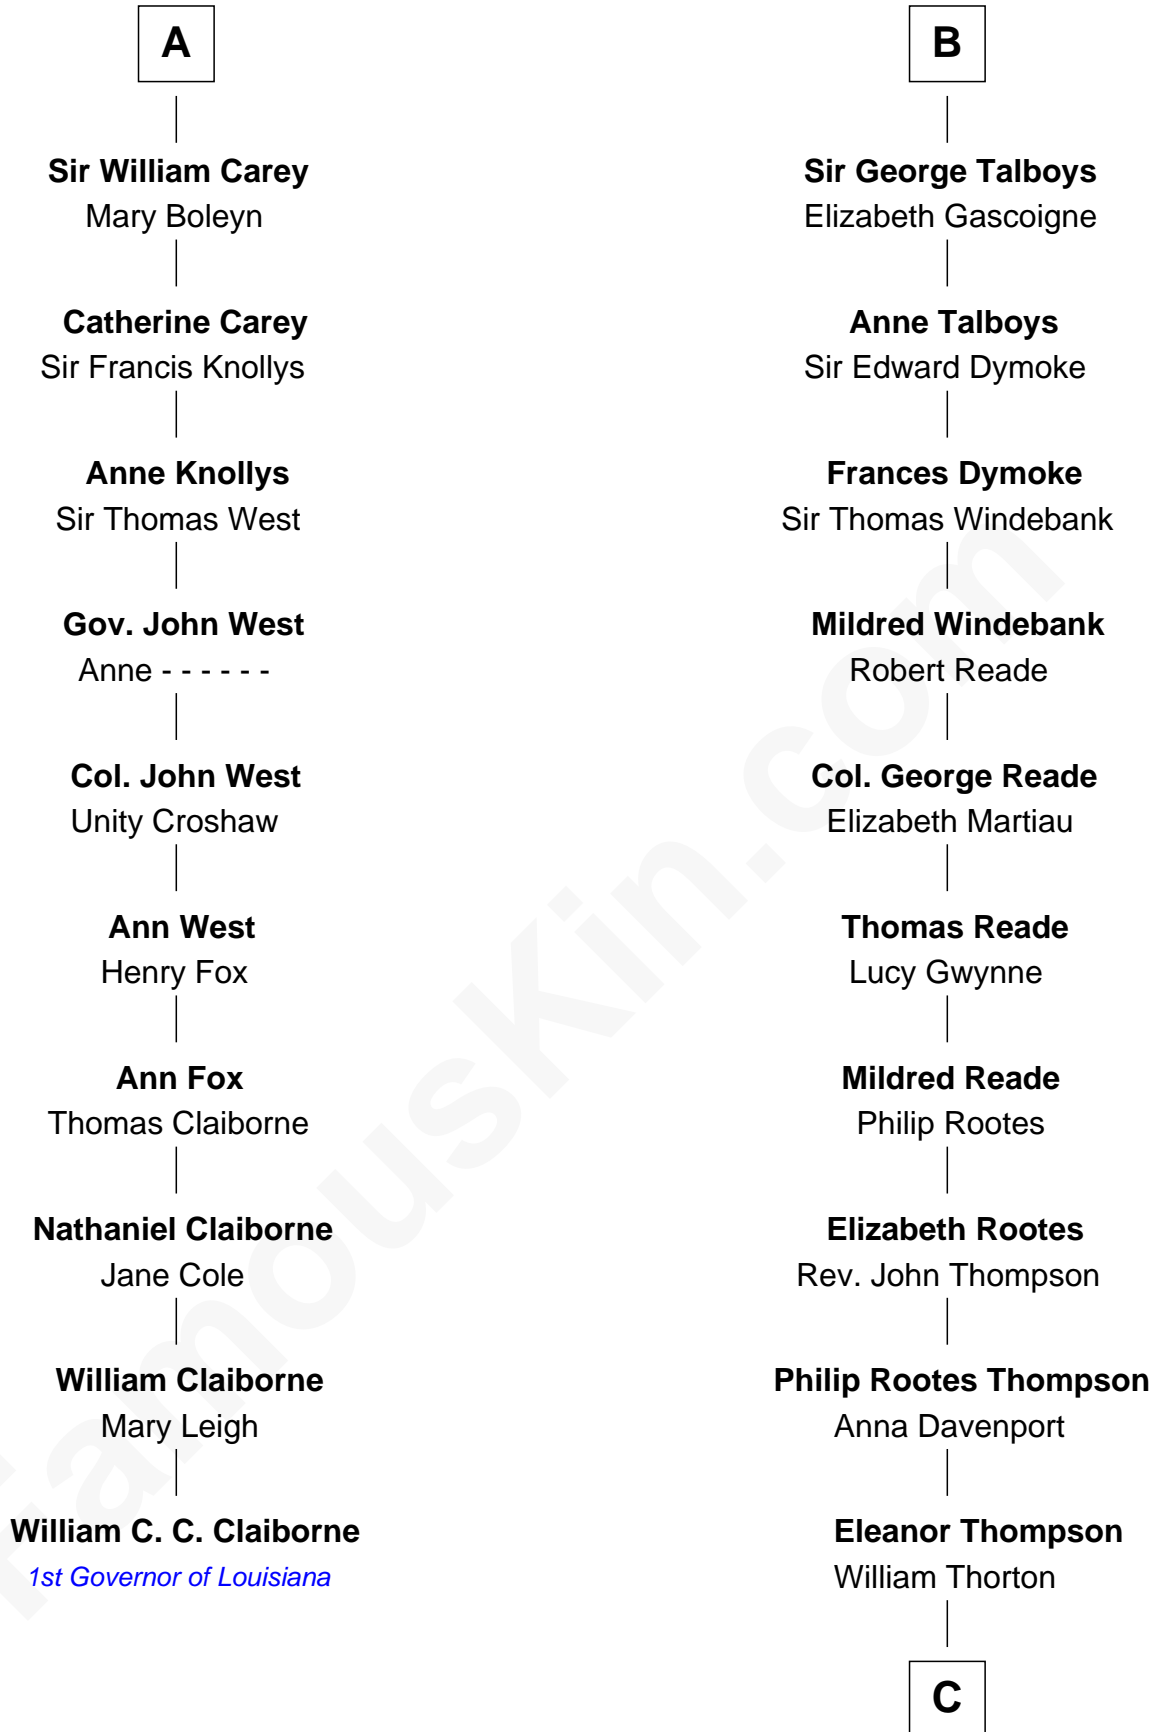 A
Sir William Carey
Mary Boleyn
Catherine Carey
Sir Francis Knollys
Anne Knollys
Sir Thomas West
Gov. John West
Anne - - - - - -
Col. John West
Unity Croshaw
Ann West
Henry Fox
Ann Fox
Thomas Claiborne
Nathaniel Claiborne
Jane Cole
William Claiborne
Mary Leigh
William C. C. Claiborne
1st Governor of Louisiana
B
Sir George Talboys
Elizabeth Gascoigne
Anne Talboys
Sir Edward Dymoke
Frances Dymoke
Sir Thomas Windebank
Mildred Windebank
Robert Reade
Col. George Reade
Elizabeth Martiau
Thomas Reade
Lucy Gwynne
Mildred Reade
Philip Rootes
Elizabeth Rootes
Rev. John Thompson
Philip Rootes Thompson
Anna Davenport
Eleanor Thompson
William Thorton
C
FamousKin.com